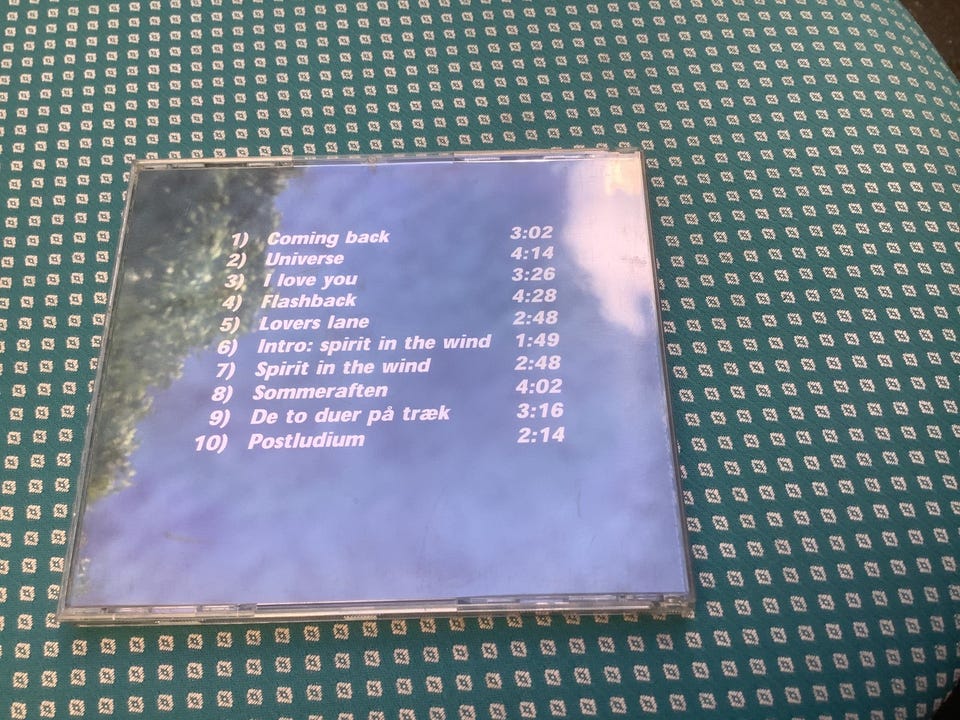 1) Coming back 3:02
2) Universe 4:14
3) I love you 3:26
4) Flashback 4:28
5) Lovers lane 2:48
6) Intro: spirit in the wind 1:49
7) Spirit in the wind 2:48
8) Sommeraften 4:02
9) De to duer på træk 3:16
10) Postludium 2:14